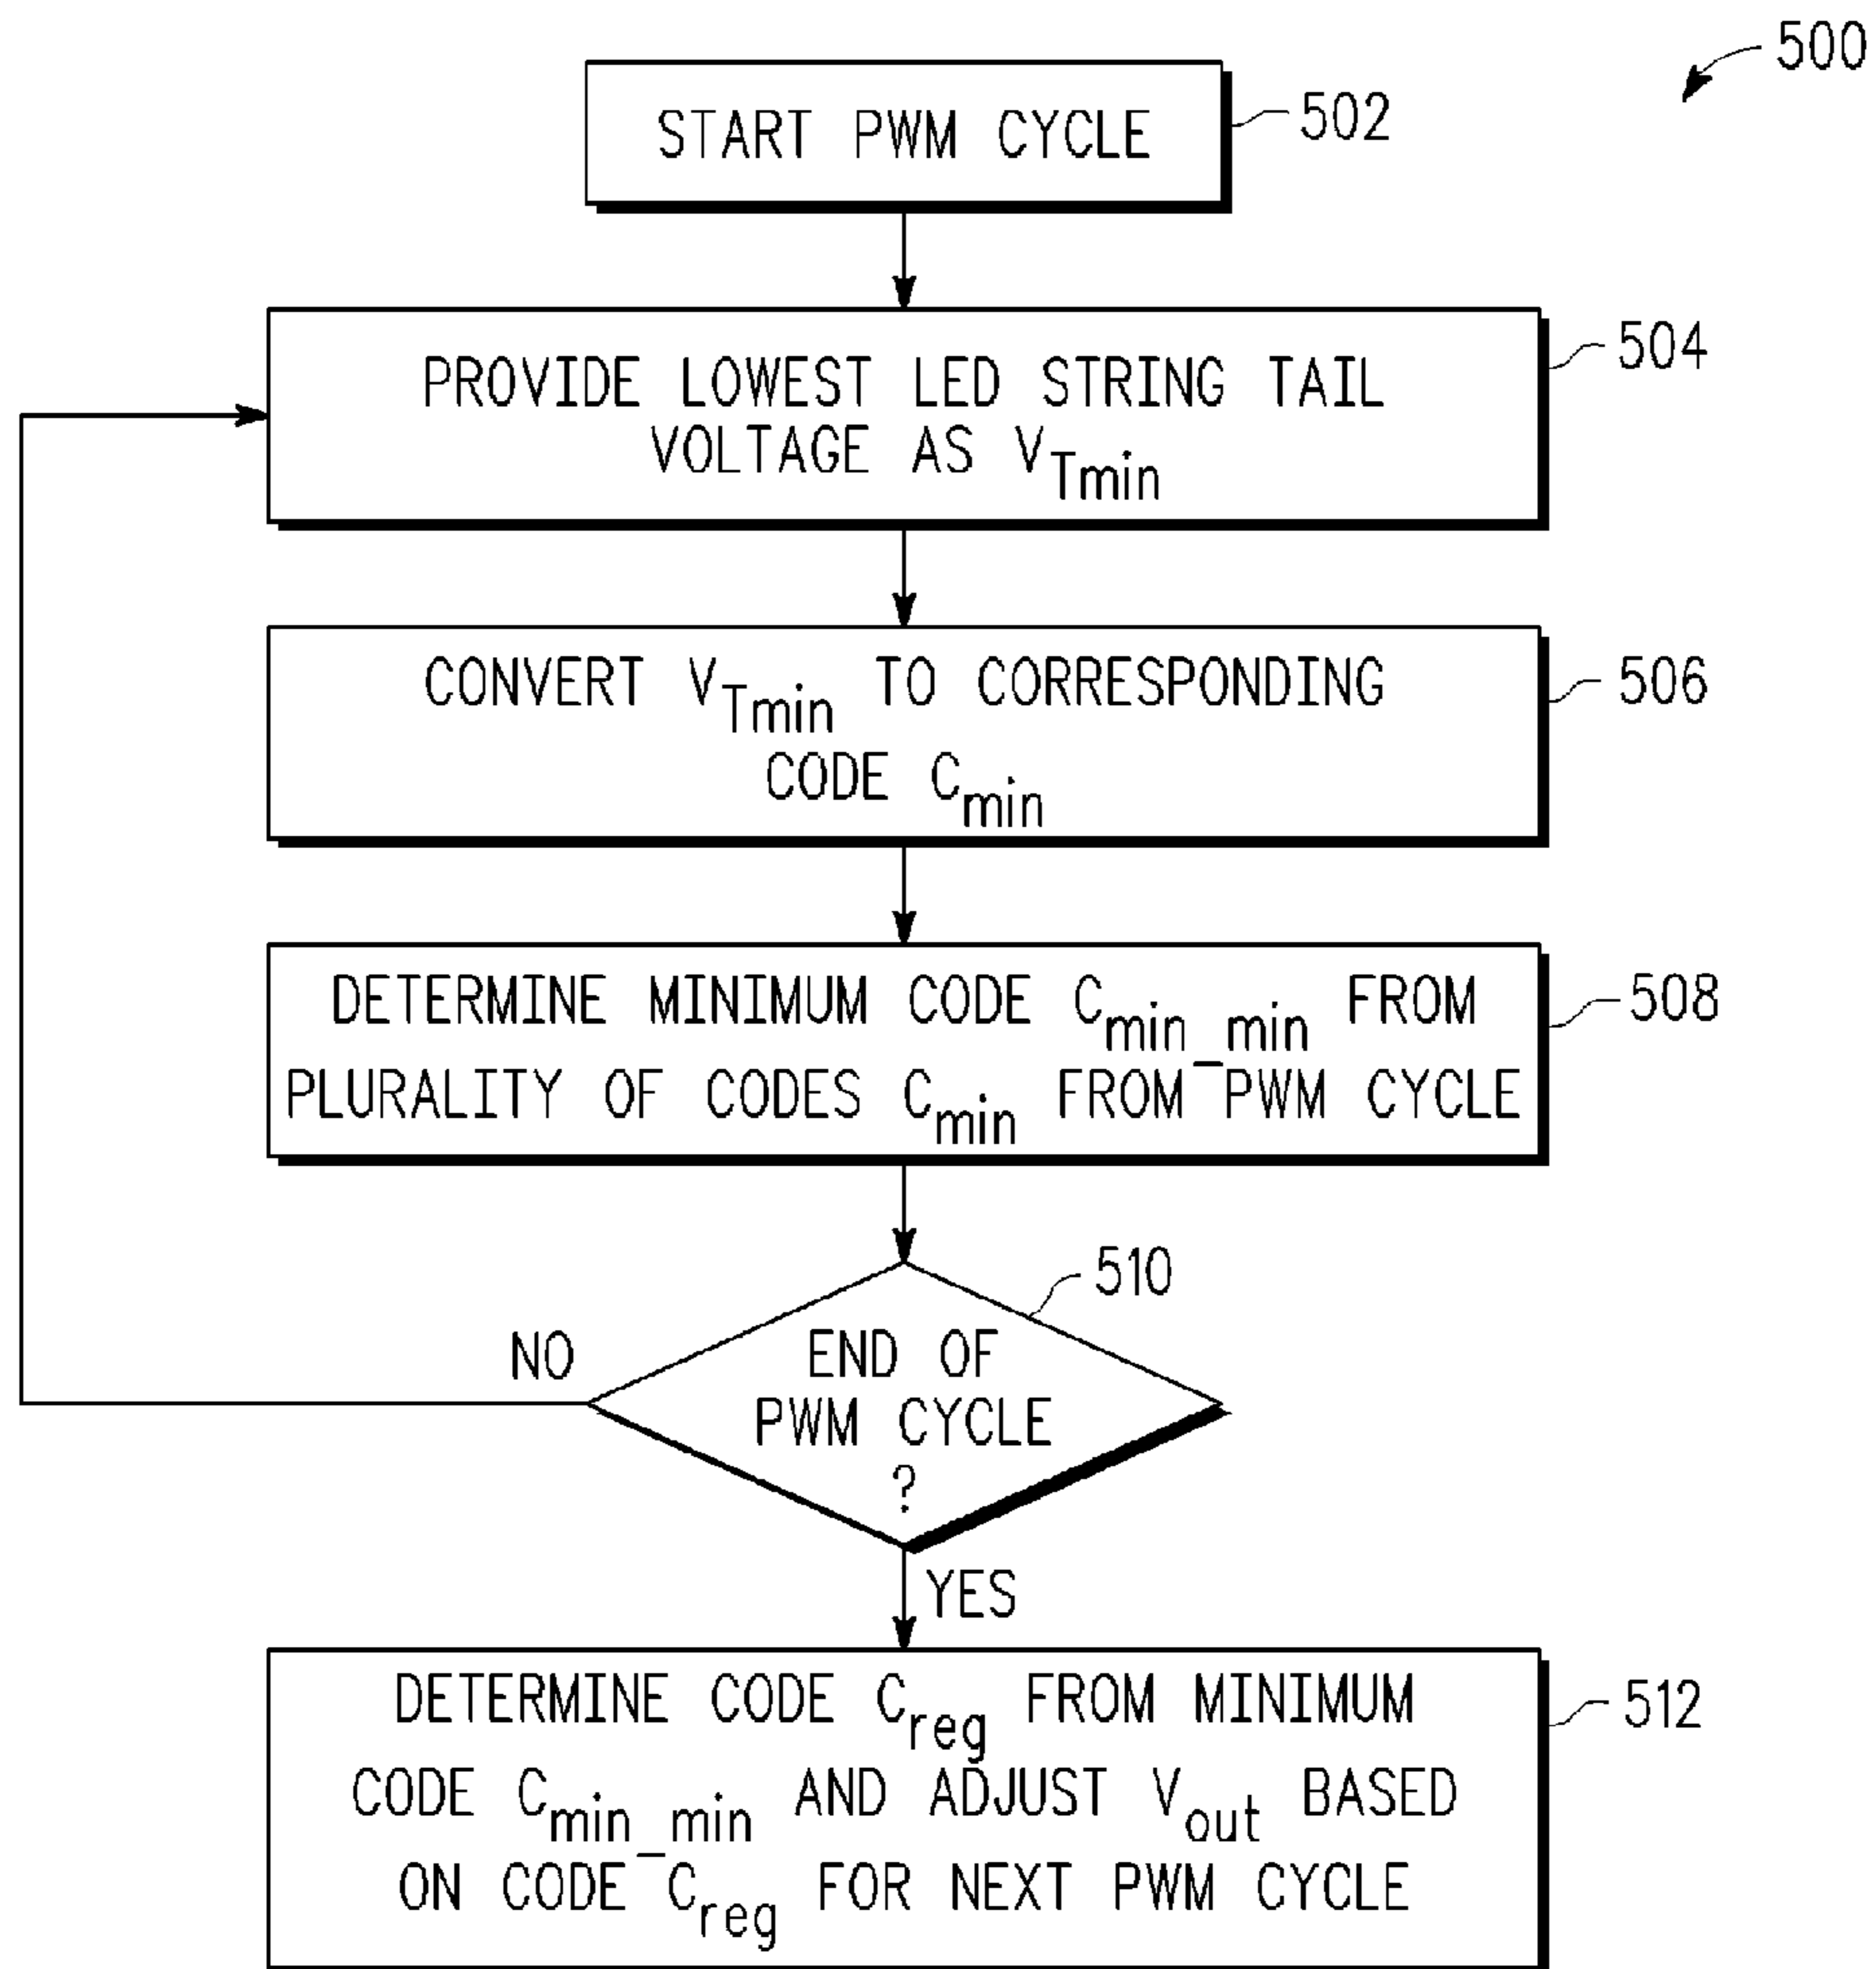 500
START PWM CYCLE
502
PROVIDE LOWEST LED STRING TAIL
VOLTAGE AS VTmin
504
CONVERT VTmin TO CORRESPONDING
CODE Cmin
506
DETERMINE MINIMUM CODE Cmin_min FROM
PLURALITY OF CODES Cmin FROM PWM CYCLE
508
510
END OF
PWM CYCLE
?
NO
YES
DETERMINE CODE Creg FROM MINIMUM
CODE Cmin_min AND ADJUST Vout BASED
ON CODE Creg FOR NEXT PWM CYCLE
512